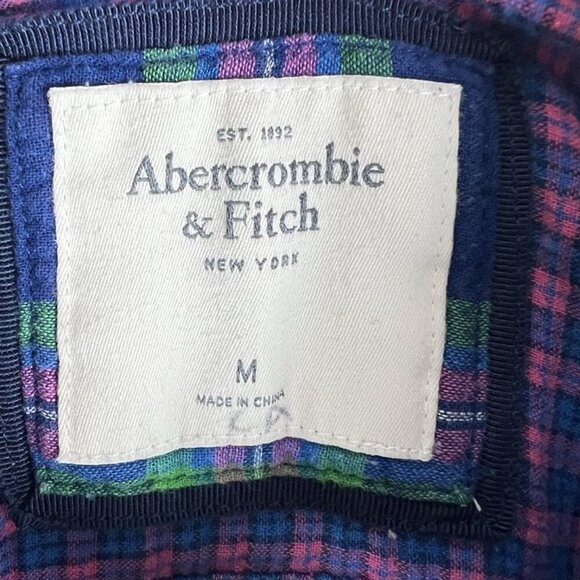 EST. 1892
Abercrombie
& Fitch
NEW YORK
M
MADE IN CHINA